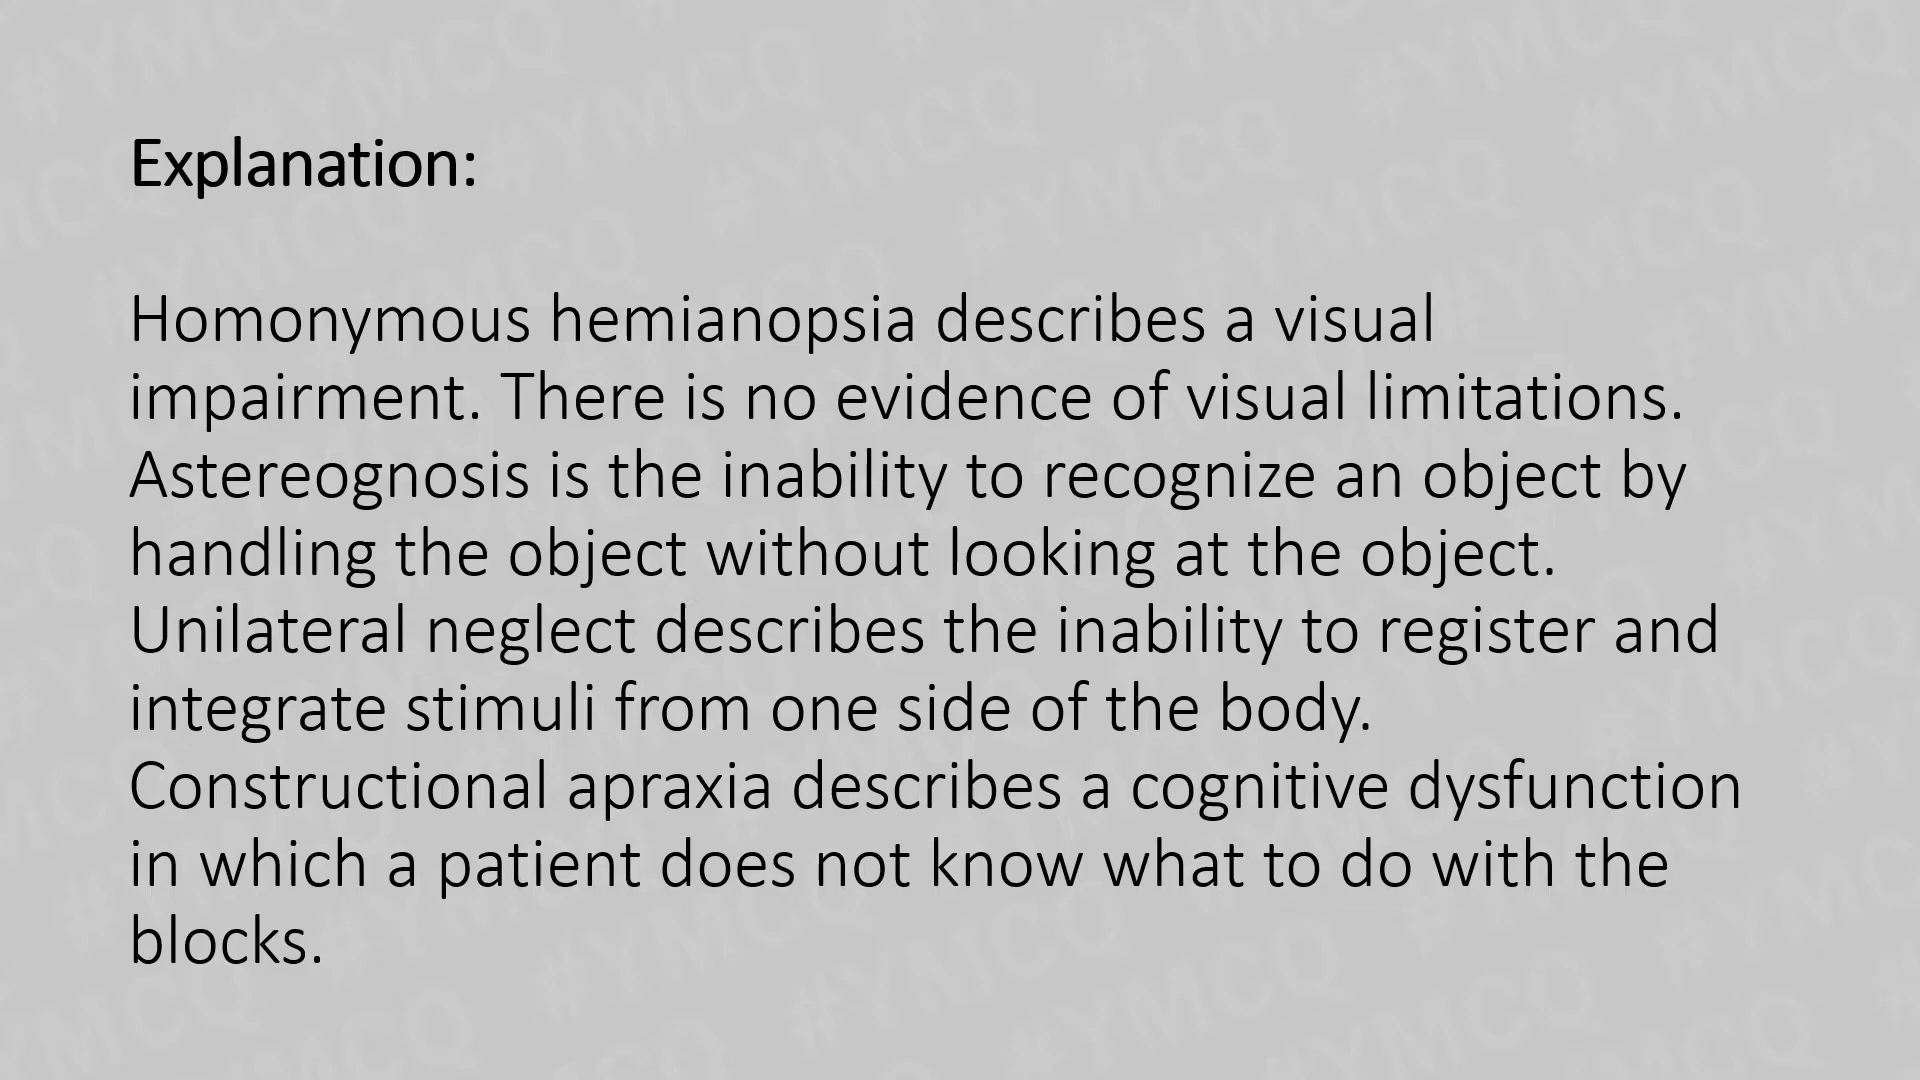 Explanation:
Homonymous hemianopsia describes a visual
impairment. There is no evidence of visual limitations.
Astereognosis is the inability to recognize an object by
handling the object without looking at the object.
Unilateral neglect describes the inability to register and
integrate stimuli from one side of the body.
Constructional apraxia describes a cognitive dysfunction
in which a patient does not know what to do with the
blocks.
#YMCQ